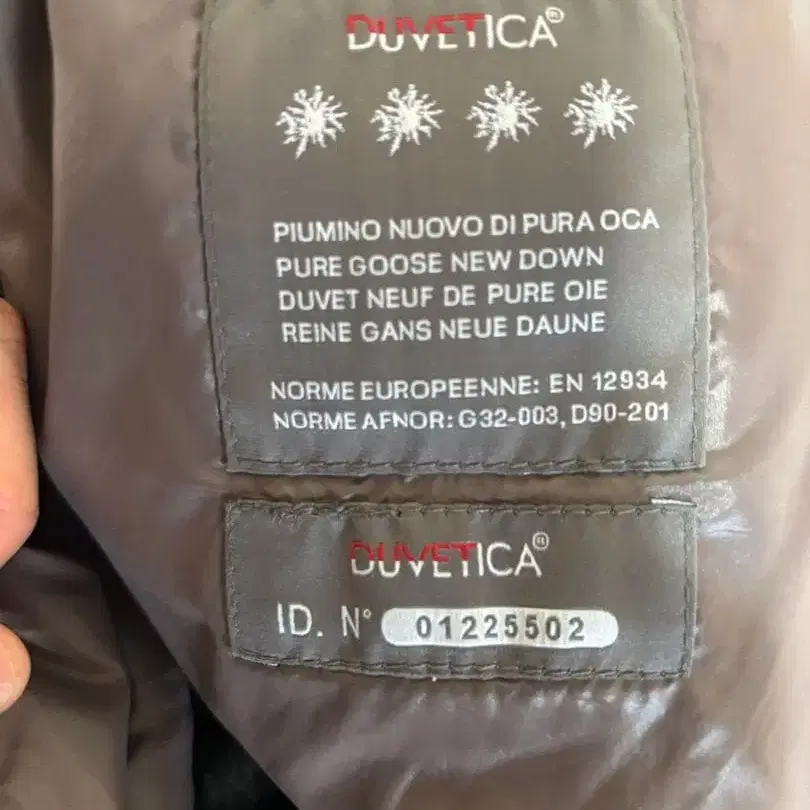 DUVETICA®
PIUMINO NUOVO DI PURA OCA
PURE GOOSE NEW DOWN
DUVET NEUF DE PURE OIE
REINE GANS NEUE DAUNE
NORME EUROPEENNE: EN 12934
NORME AFNOR: G32-003, D90-201
DUVETICA®
ID. N° 01225502